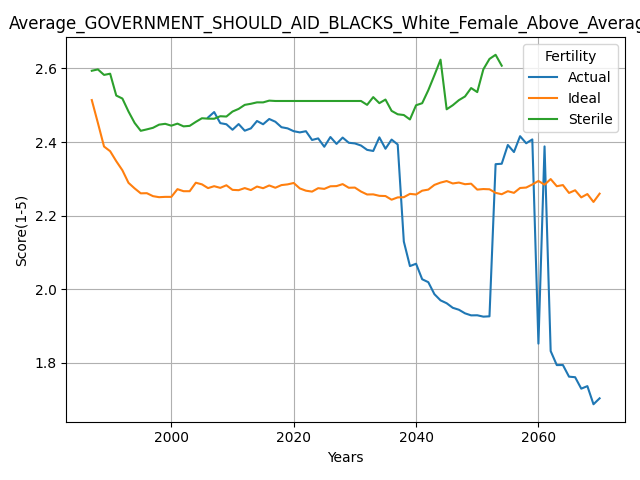 Average_GOVERNMENT_SHOULD_AID_BLACKS_White_Female_Above_Averag
Fertility
Actual
Ideal
Sterile
Score(1-5)
2.6
2.4
2.2
2.0
1.8
2000 2020 2040 2060
Years